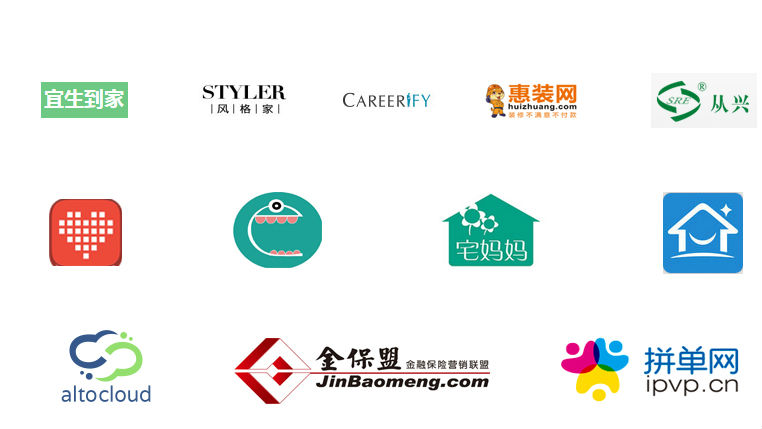 宜生到家
STYLER
风格家
CAREERIFY
惠装网
huizhuang.com
装修不满意不付款
SRE
®
从兴
宅妈妈
altocloud
金保盟 金融保险营销联盟
JinBaomeng.com
拼单网
ipvp.cn